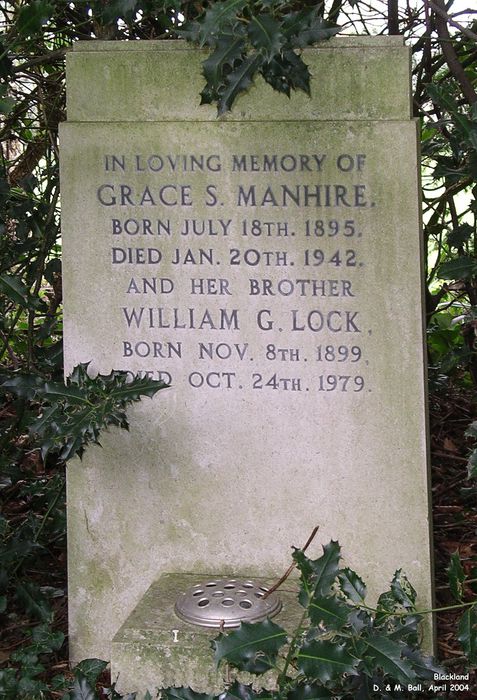 IN LOVING MEMORY OF
GRACE S. MANHIRE.
BORN JULY 18TH. 1895.
DIED JAN. 20TH. 1942.
AND HER BROTHER
WILLIAM G. LOCK,
BORN NOV. 8TH. 1899,
DIED OCT. 24TH. 1979.
I
Blackland
D. & M. Ball, April 2004